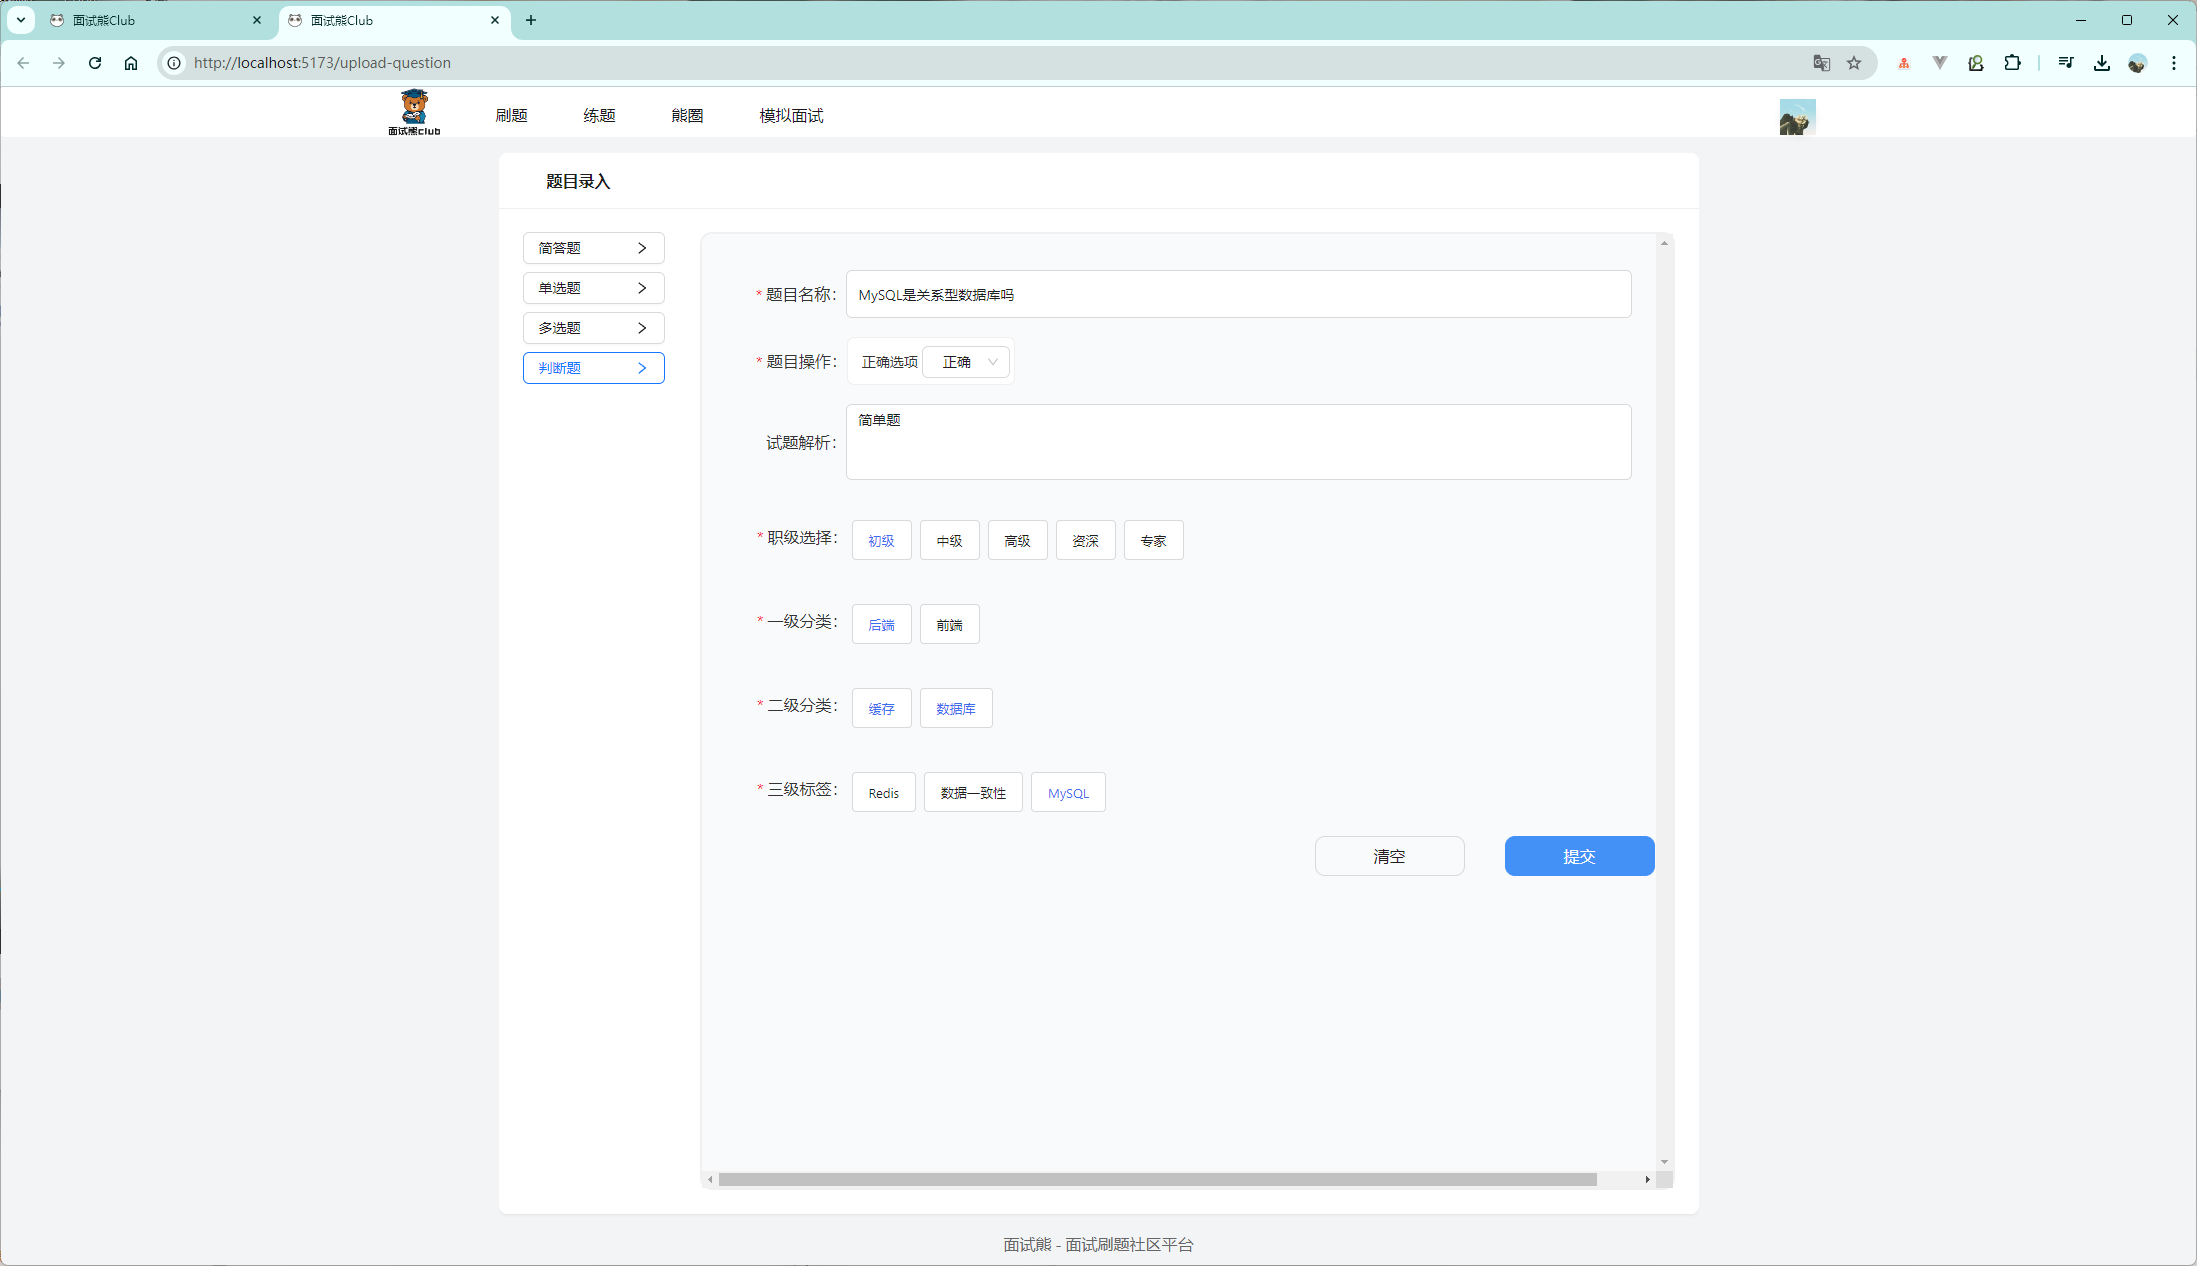 面试熊Club
面试熊Club
http://localhost:5173/upload-question
面试熊club
刷题 练题 熊圈 模拟面试
题目录入
简答题
单选题
多选题
判断题
* 题目名称： MySQL是关系型数据库吗
* 题目操作： 正确选项 正确
试题解析： 简单题
* 职级选择： 初级 中级 高级 资深 专家
* 一级分类： 后端 前端
* 二级分类： 缓存 数据库
* 三级标签： Redis 数据一致性 MySQL
清空 提交
面试熊 - 面试刷题社区平台